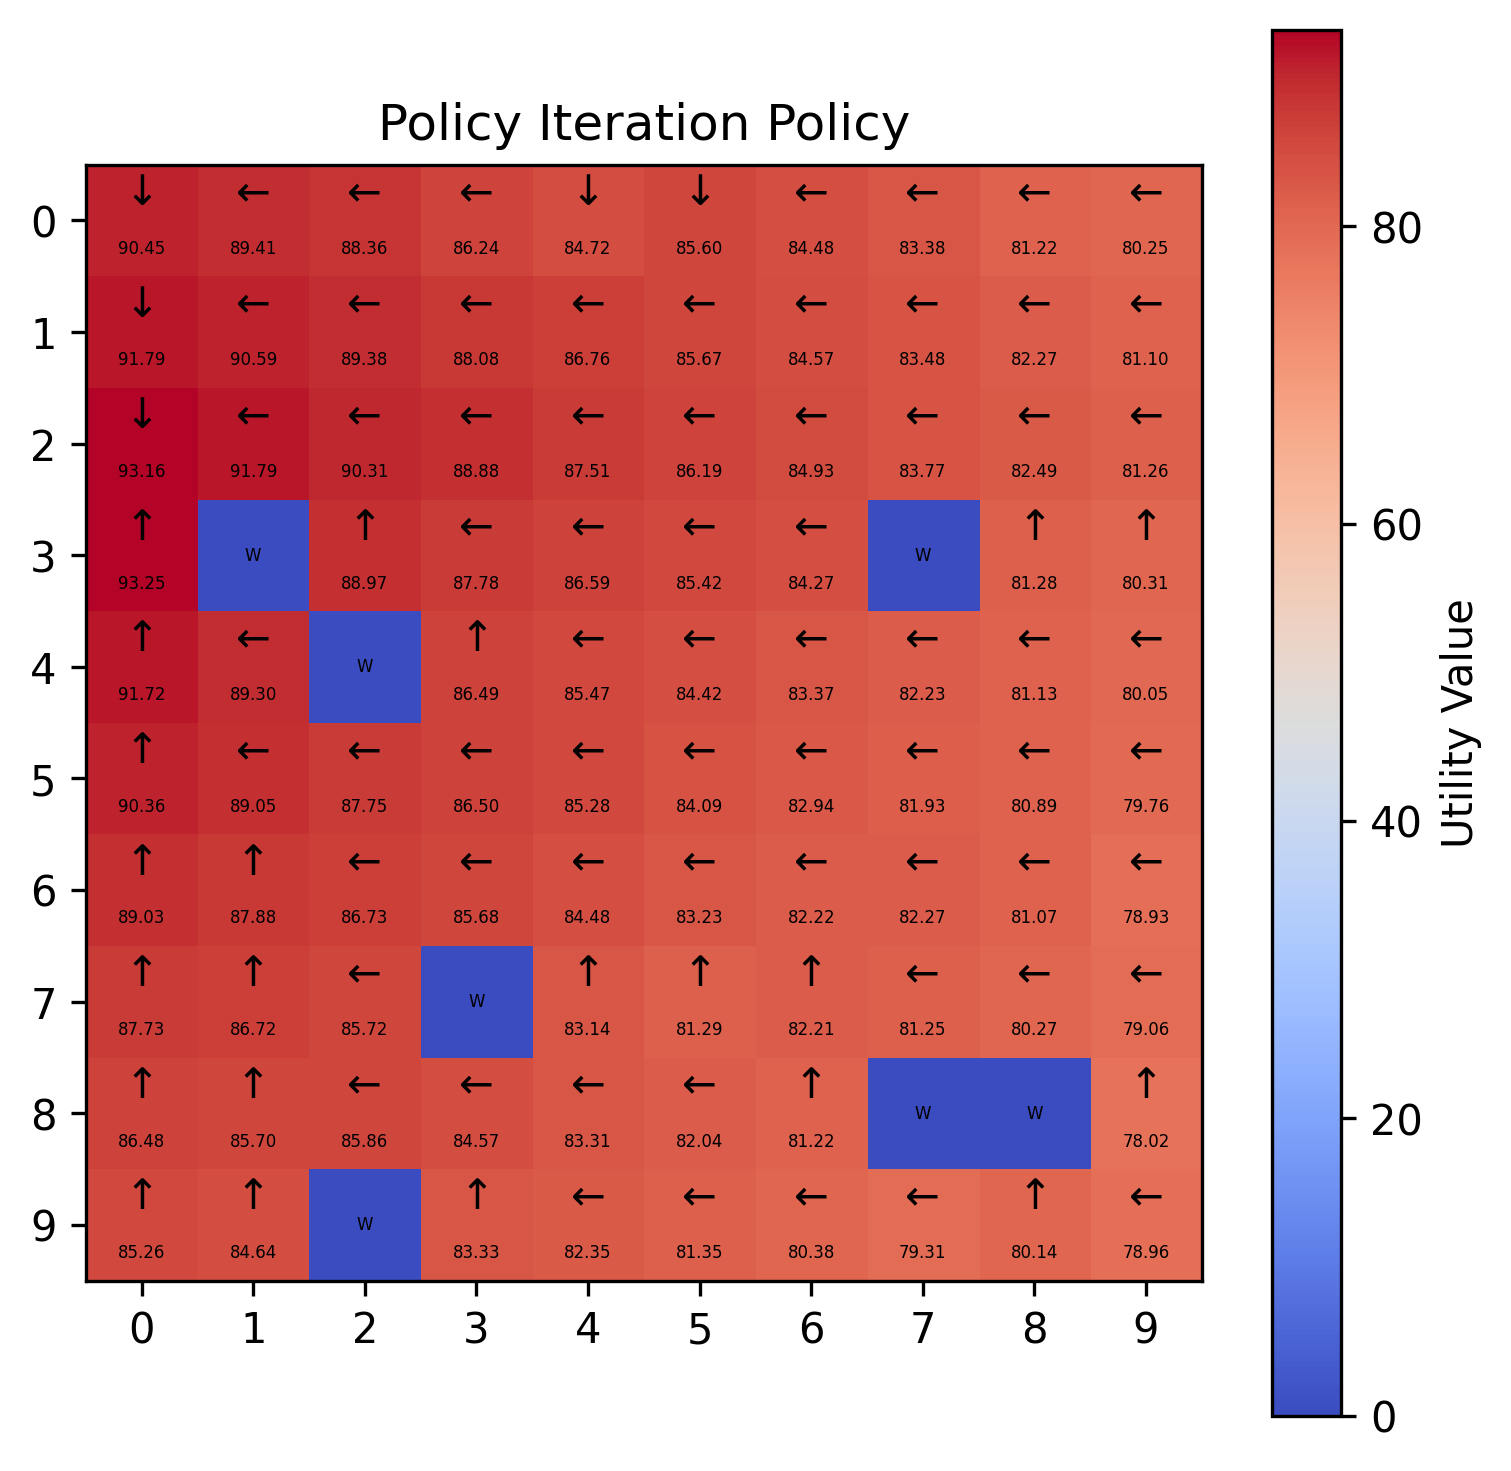 Policy Iteration Policy
↓ ← ← ← ↓ ↓ ← ← ← ←
0 90.45 89.41 88.36 86.24 84.72 85.60 84.48 83.38 81.22 80.25
↓ ← ← ← ← ← ← ← ← ←
1 91.79 90.59 89.38 88.08 86.76 85.67 84.57 83.48 82.27 81.10
↓ ← ← ← ← ← ← ← ← ←
2 93.16 91.79 90.31 88.88 87.51 86.19 84.93 83.77 82.49 81.26
↑ ↑ ← ← ← ← ↑ ↑
3 W W
93.25 88.97 87.78 86.59 85.42 84.27 81.28 80.31
↑ ← ↑ ← ← ← ← ← ←
4 W
91.72 89.30 86.49 85.47 84.42 83.37 82.23 81.13 80.05
↑ ← ← ← ← ← ← ← ← ←
5 90.36 89.05 87.75 86.50 85.28 84.09 82.94 81.93 80.89 79.76
↑ ↑ ← ← ← ← ← ← ← ←
6 89.03 87.88 86.73 85.68 84.48 83.23 82.22 82.27 81.07 78.93
↑ ↑ ← ↑ ↑ ↑ ← ← ←
7 W
87.73 86.72 85.72 83.14 81.29 82.21 81.25 80.27 79.06
↑ ↑ ← ← ← ← ↑ ↑
8 W W
86.48 85.70 85.86 84.57 83.31 82.04 81.22 78.02
↑ ↑ ↑ ← ← ← ← ↑ ←
9 W
85.26 84.64 83.33 82.35 81.35 80.38 79.31 80.14 78.96
0 1 2 3 4 5 6 7 8 9
80
60
40
20
0
Utility Value